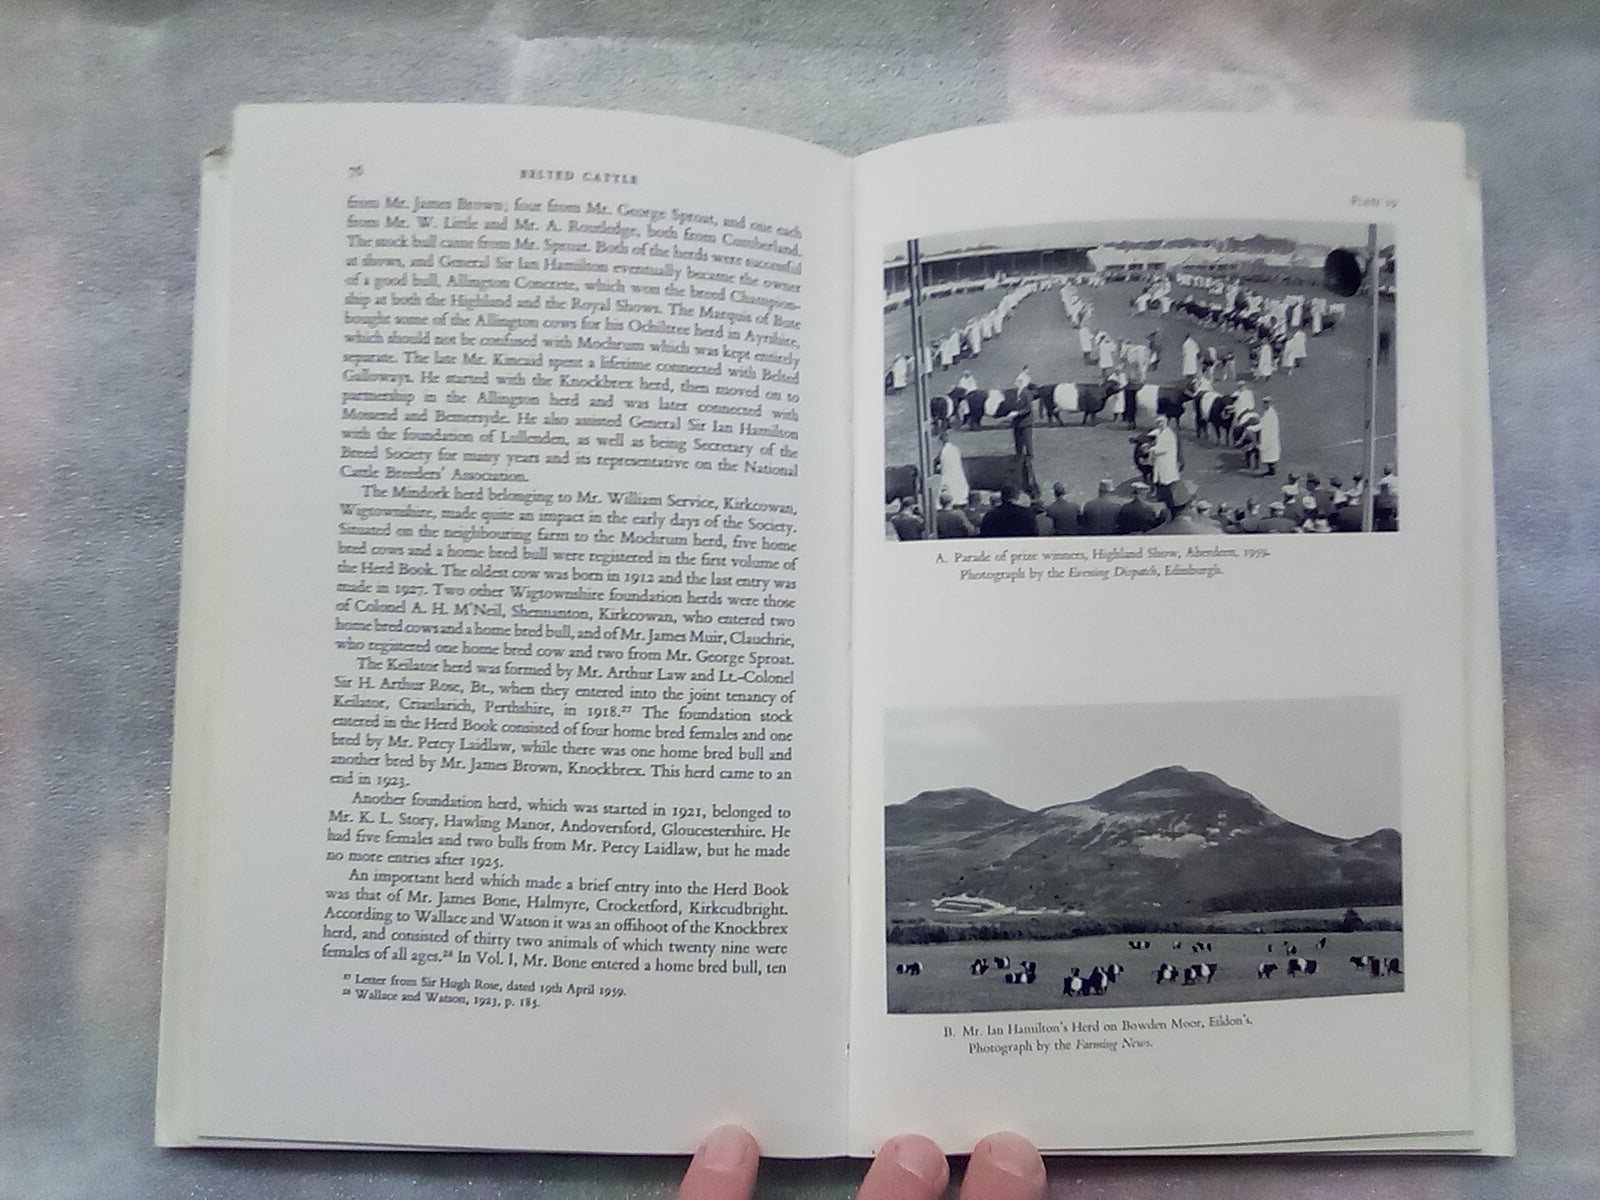 76
BELTED CATTLE
from Mr. James Brown; four from Mr. George Sproat, and one each
from Mr. W. Little and Mr. A. Routledge, both from Cumberland.
The stock bull came from Mr. Sproat. Both of the herds were successful
at shows, and General Sir Ian Hamilton eventually became the owner
of a good bull, Allington Concrete, which won the breed Champion-
ship at both the Highland and the Royal Shows. The Marquis of Bute
bought some of the Allington cows for his Ochiltree herd in Ayrshire,
which should not be confused with Mochrum which was kept entirely
separate. The late Mr. Kincaid spent a lifetime connected with Belted
Galloways. He started with the Knockbrex herd, then moved on to
partnership in the Allington herd and was later connected with
Monend and Bemersyde. He also assisted General Sir Ian Hamilton
with the foundation of Lullenden, as well as being Secretary of the
Breed Society for many years and its representative on the National
Cattle Breeders' Association.
The Mindork herd belonging to Mr. William Service, Kirkcowan,
Wigtownshire, made quite an impact in the early days of the Society.
Situated on the neighbouring farm to the Mochrum herd, five home
bred cows and a home bred bull were registered in the first volume of
the Herd Book. The oldest cow was born in 1912 and the last entry was
made in 1927. Two other Wigtownshire foundation herds were those
of Colonel A. H. M'Neil, Shennanton, Kirkcowan, who entered two
home bred cows and a home bred bull, and of Mr. James Muir, Clauchrie,
who registered one home bred cow and two from Mr. George Sproat.
The Keilator herd was formed by Mr. Arthur Law and Lt.-Colonel
Sir H. Arthur Rose, Bt., when they entered into the joint tenancy of
Keilator, Crianlarich, Perthshire, in 1918.²⁷ The foundation stock
entered in the Herd Book consisted of four home bred females and one
bred by Mr. Percy Laidlaw, while there was one home bred bull and
another bred by Mr. James Brown, Knockbrex. This herd came to an
end in 1923.
Another foundation herd, which was started in 1921, belonged to
Mr. K. L. Story, Hawling Manor, Andoversford, Gloucestershire. He
had five females and two bulls from Mr. Percy Laidlaw, but he made
no more entries after 1925.
An important herd which made a brief entry into the Herd Book
was that of Mr. James Bone, Halmyre, Crocketford, Kirkcudbright.
According to Wallace and Watson it was an offshoot of the Knockbrex
herd, and consisted of thirty two animals of which twenty nine were
females of all ages.²⁸ In Vol. I, Mr. Bone entered a home bred bull, ten
²⁷ Letter from Sir Hugh Rose, dated 19th April 1959.
²⁸ Wallace and Watson, 1923, p. 185.
PLATE 19
A. Parade of prize winners, Highland Show, Aberdeen, 1959.
Photograph by the Evening Dispatch, Edinburgh.
B. Mr. Ian Hamilton's Herd on Bowden Moor, Eildon's.
Photograph by the Farming News.